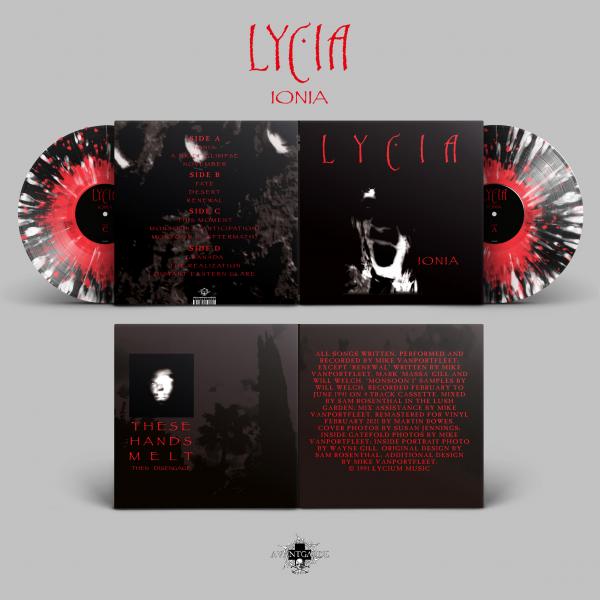 LYCIA
IONIA
SIDE A
IONIA
A BRIEF GLIMPSE
NOVEMBER
SIDE B
FATE
DESERT
RENEWAL
SIDE C
THIS MOMENT
MONSOON I: ANTICIPATION
MONSOON II: AFTERMATH
SIDE D
GRANADA
THE REALIZATION
DISTANT EASTERN GLARE
LYCIA
IONIA
LYCIA
LYCIA
THESE
HANDS
MELT
THEN DISENGAGE
ALL SONGS WRITTEN, PERFORMED AND
RECORDED BY MIKE VANPORTFLEET,
EXCEPT 'RENEWAL' WRITTEN BY MIKE
VANPORTFLEET, MARK 'MASSA' GILL AND
WILL WELCH. 'MONSOON I' SAMPLES BY
WILL WELCH. RECORDED FEBRUARY TO
JUNE 1991 ON 4 TRACK CASSETTE. MIXED
BY SAM ROSENTHAL IN THE LUSH
GARDEN. MIX ASSISTANCE BY MIKE
VANPORTFLEET. REMASTERED FOR VINYL
FEBRUARY 2021 BY MARTIN BOWES.
COVER PHOTOS BY SUSAN JENNINGS;
INSIDE GATEFOLD PHOTOS BY MIKE
VANPORTFLEET; INSIDE PORTRAIT PHOTO
BY WAYNE GILL. ORIGINAL DESIGN BY
SAM ROSENTHAL, ADDITIONAL DESIGN
BY MIKE VANPORTFLEET.
© 1991 LYCIUM MUSIC
AVANTGARDE